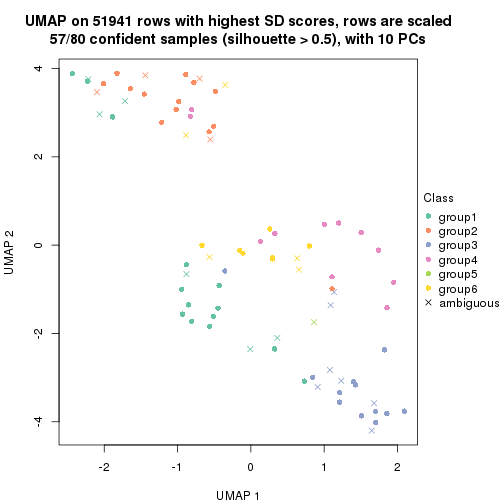 UMAP on 51941 rows with highest SD scores, rows are scaled
57/80 confident samples (silhouette > 0.5), with 10 PCs
4
2
0
-2
-4
UMAP 2
-2
-1
0
1
2
UMAP 1
Class
group1
group2
group3
group4
group5
group6
ambiguous